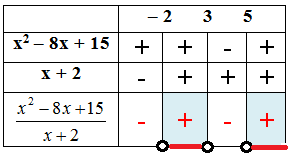 – 2 3 5
x² – 8x + 15 + + - +
x + 2 - + + +
x² – 8x +15 / x + 2 - + - +